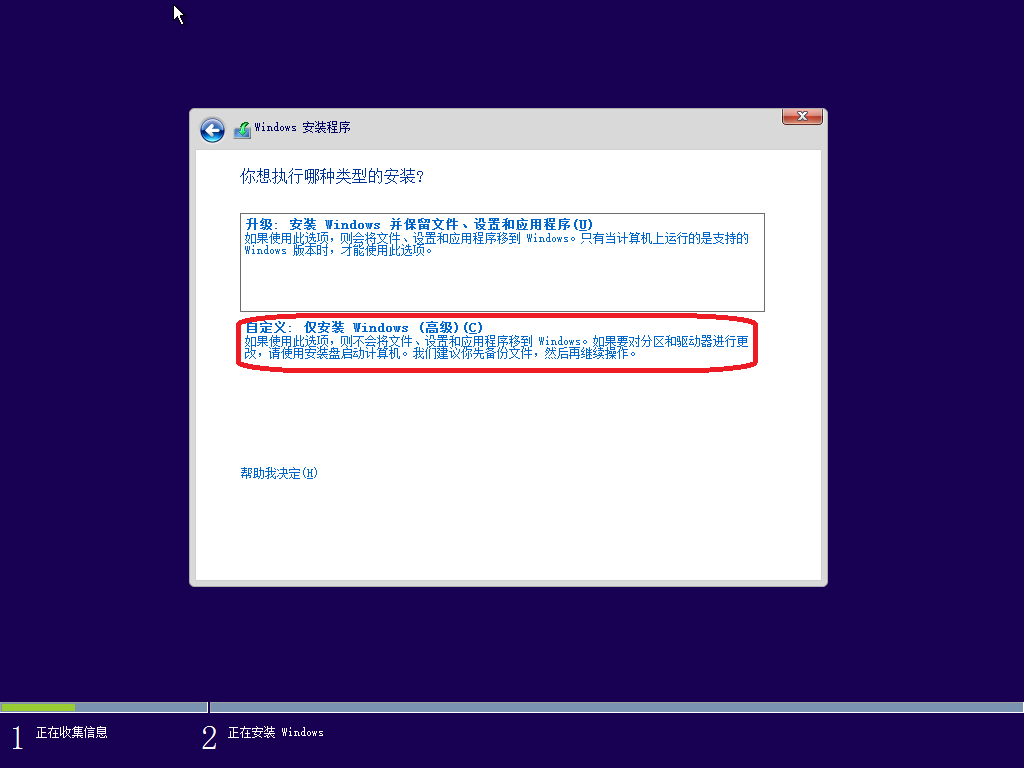 Windows 安装程序
你想执行哪种类型的安装?
升级: 安装 Windows 并保留文件、设置和应用程序(U)
如果使用此选项，则会将文件、设置和应用程序移到 Windows。只有当计算机上运行的是支持的
Windows 版本时，才能使用此选项。
自定义: 仅安装 Windows (高级)(C)
如果使用此选项，则不会将文件、设置和应用程序移到 Windows。如果要对分区和驱动器进行更
改，请使用安装盘启动计算机。我们建议你先备份文件，然后再继续操作。
帮助我决定(H)
1 正在收集信息
2 正在安装 Windows